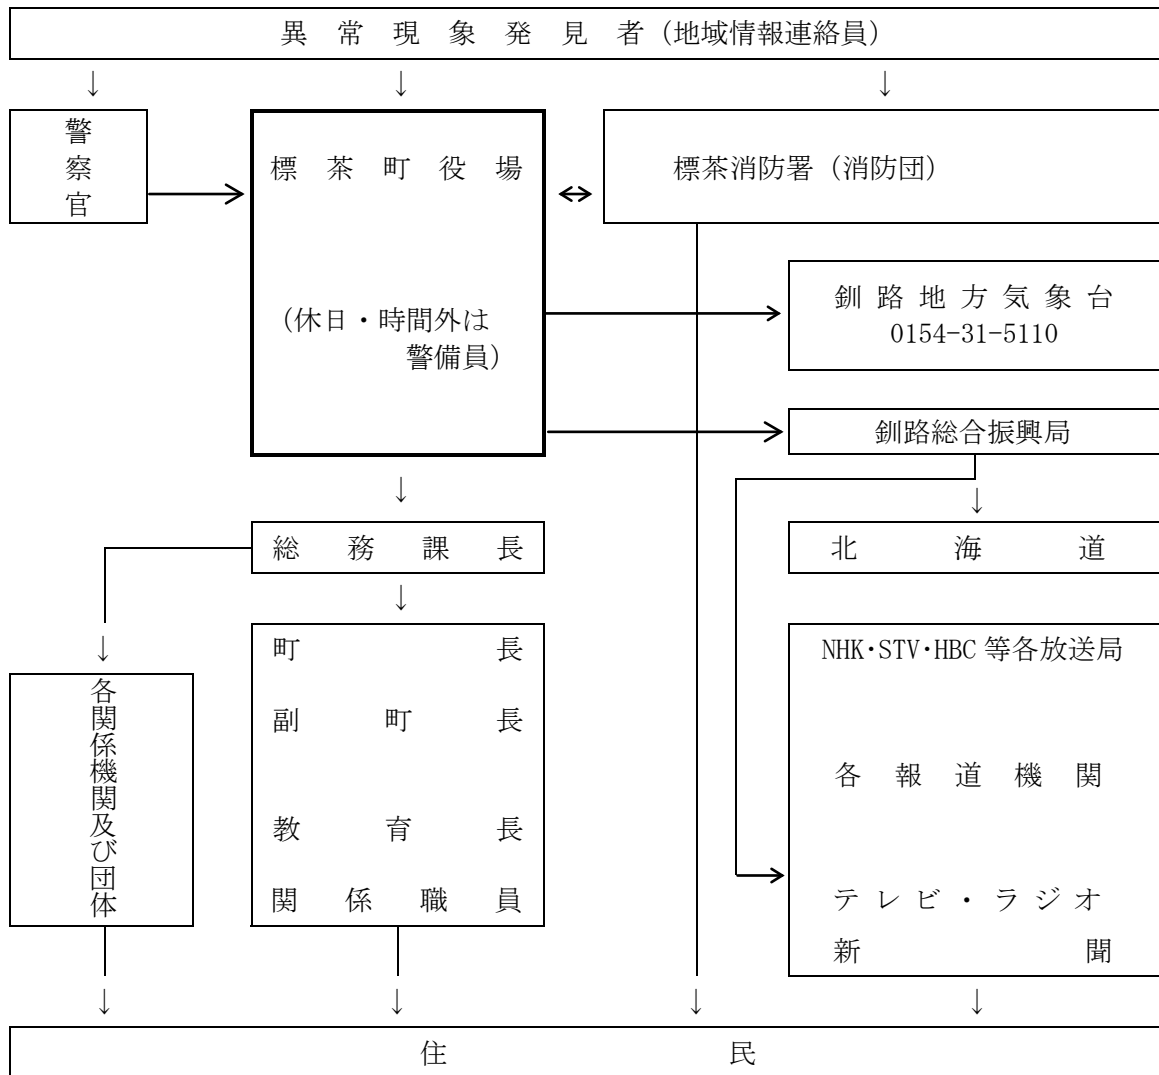 異常現象発見者（地域情報連絡員）
↓ ↓ ↓
警察官
標茶町役場
↔
標茶消防署（消防団）
（休日・時間外は
警備員）
釧路地方気象台
0154-31-5110
釧路総合振興局
↓ ↓
総務課長
北海道
↓
町長
NHK･STV･HBC等各放送局
↓
各関係機関及び団体
副町長
各報道機関
教育長
関係職員
テレビ・ラジオ
新聞
↓ ↓ ↓ ↓
住民